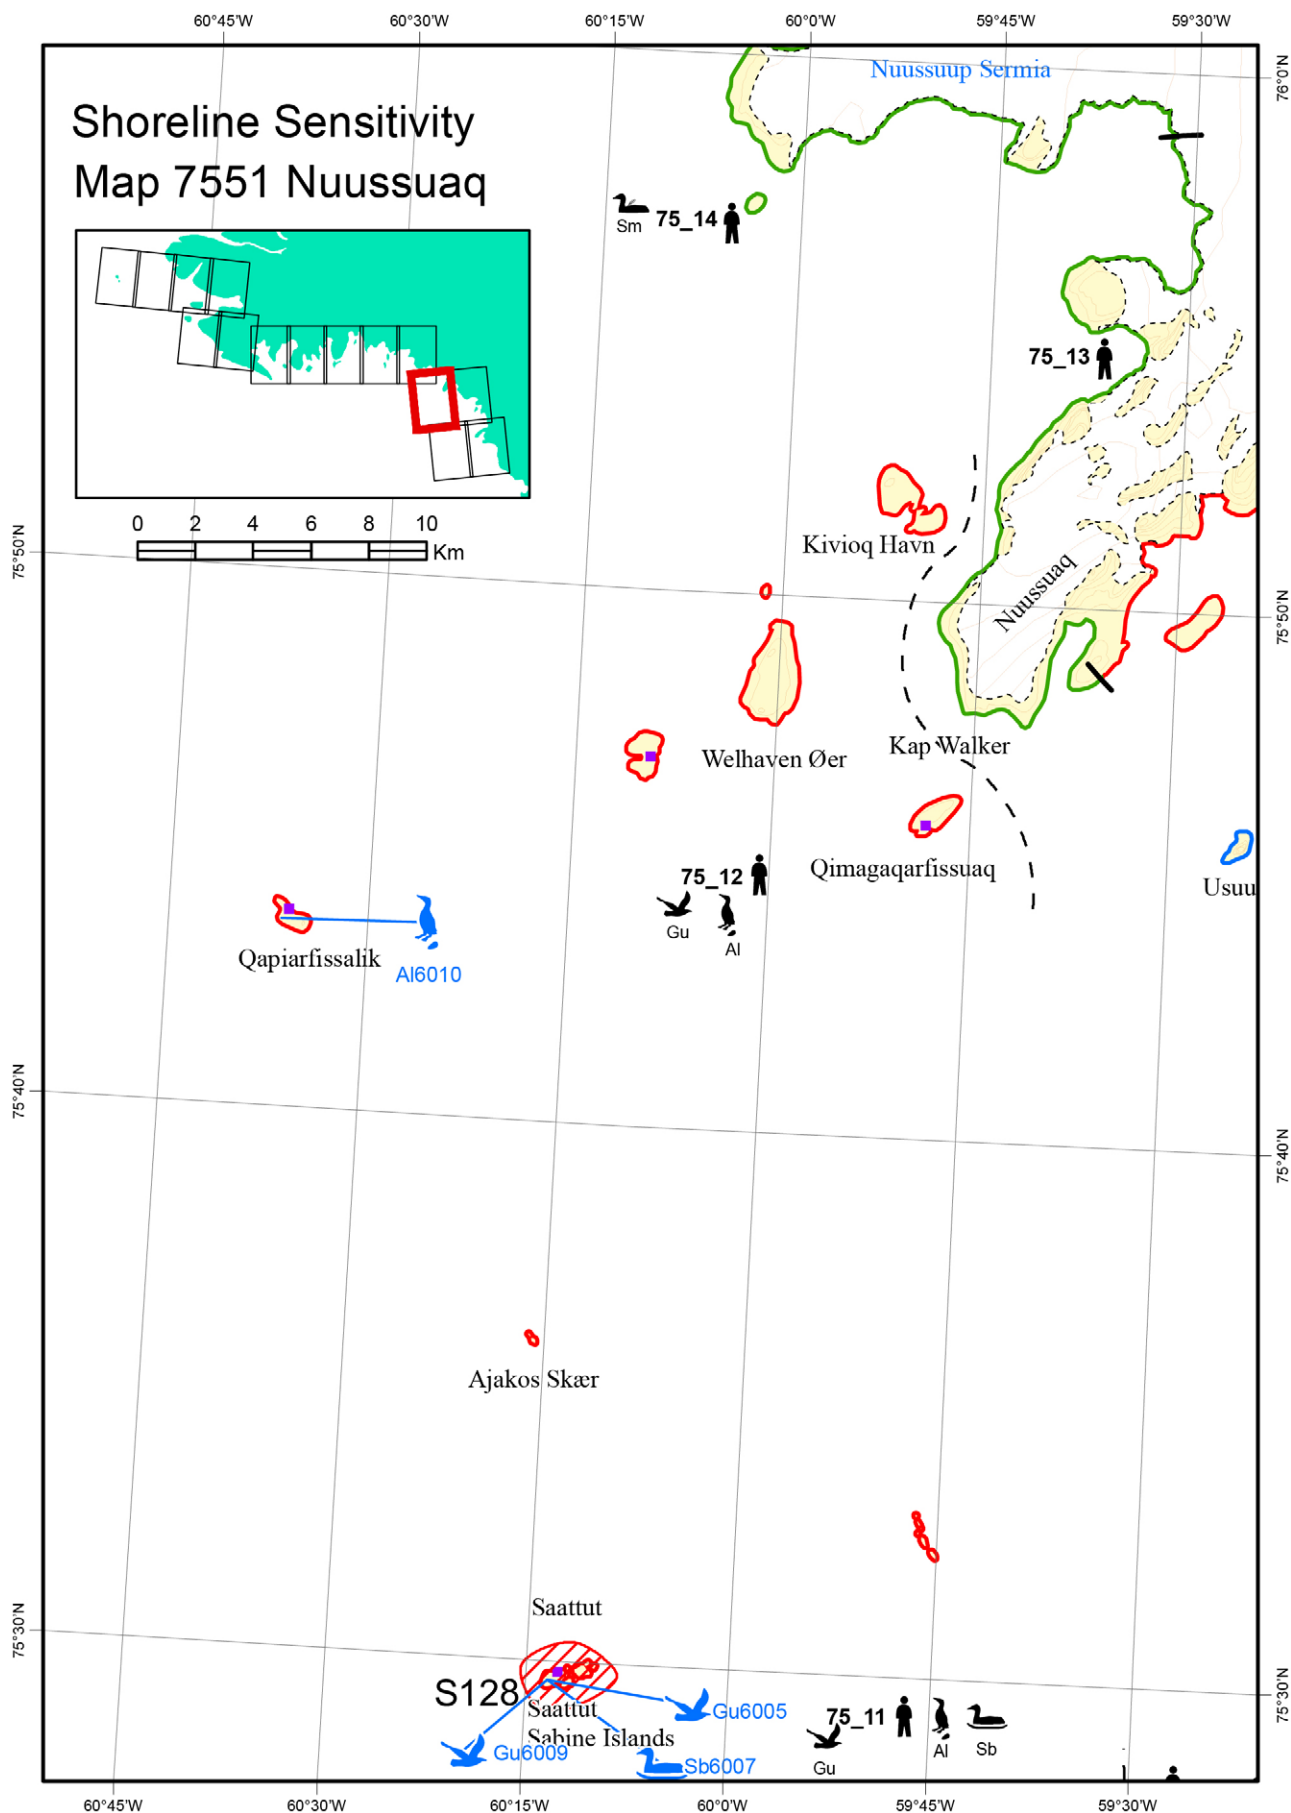 60°45'W 60°30'W 60°15'W 60°0'W 59°45'W 59°30'W
76°0'N
Nuussuup Sermia
Shoreline Sensitivity
Map 7551 Nuussuaq
Sm
75_14
75_13
0 2 4 6 8 10
Km
75°50'N
Kivioq Havn
Nuussuaq
75°50'N
Welhaven Øer
Kap Walker
Qimagaqarfissuaq
75_12
Usuu
Gu
Al
Qapiarfissalik
Al6010
75°40'N
75°40'N
Ajakos Skær
75°30'N
Saattut
S128
75°30'N
Saattut
Sabine Islands
Gu6005
75_11
Gu6009
Sb6007
Gu
Al
Sb
60°45'W 60°30'W 60°15'W 60°0'W 59°45'W 59°30'W